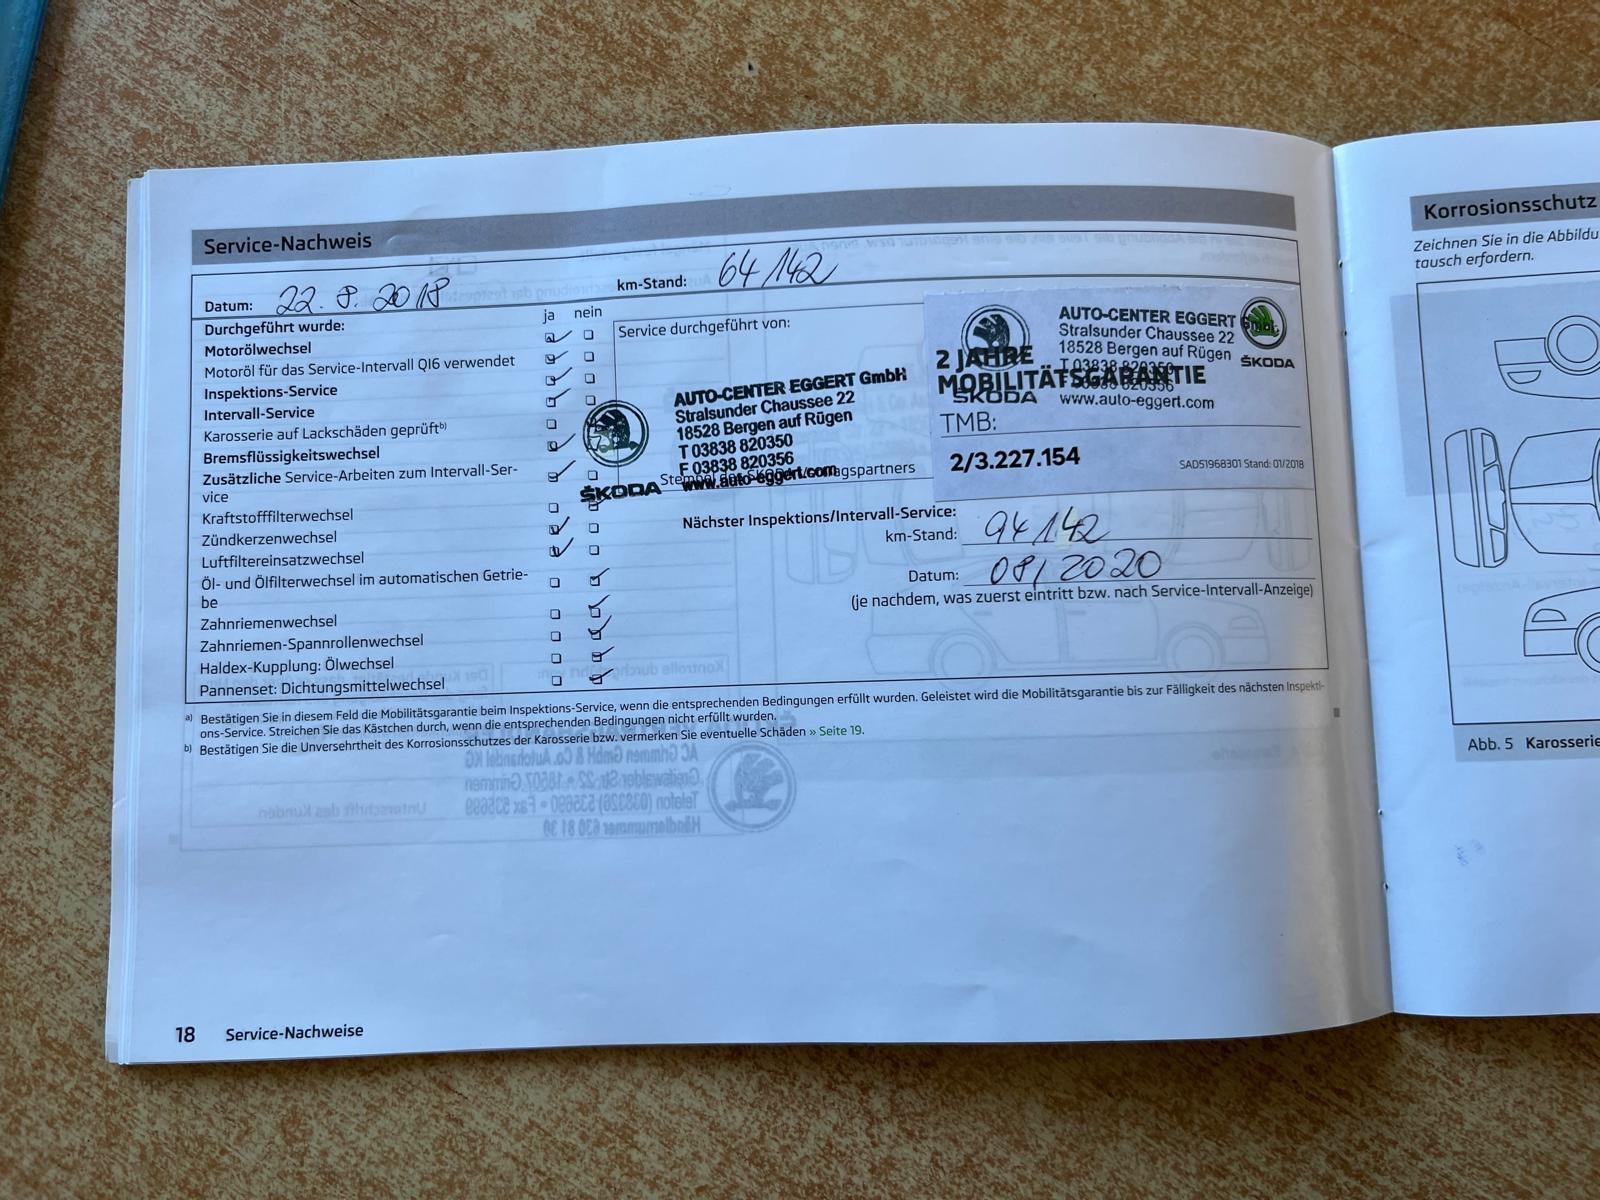 Service-Nachweis
Datum: 22. 8. 2018
km-Stand: 64 142
ja nein
Durchgeführt wurde:
Motorölwechsel
Motoröl für das Service-Intervall QI6 verwendet
Inspektions-Service
Intervall-Service
Karosserie auf Lackschäden geprüft b)
Bremsflüssigkeitswechsel
Zusätzliche Service-Arbeiten zum Intervall-Ser-
vice
Kraftstofffilterwechsel
Zündkerzenwechsel
Luftfiltereinsatzwechsel
Öl- und Ölfilterwechsel im automatischen Getrie-
be
Zahnriemenwechsel
Zahnriemen-Spannrollenwechsel
Haldex-Kupplung: Ölwechsel
Pannenset: Dichtungsmittelwechsel
Service durchgeführt von:
AUTO-CENTER EGGERT GmbH
Stralsunder Chaussee 22
18528 Bergen auf Rügen
T 03838 820350
F 03838 820356
www.auto-eggert.com
ŠKODA
AUTO-CENTER EGGERT GmbH
Stralsunder Chaussee 22
18528 Bergen auf Rügen
T 03838 820350
03838 820356
www.auto-eggert.com
ŠKODA
2 JAHRE
MOBILITÄTSGARANTIE
ŠKODA
TMB:
2/3.227.154
SAD51968301 Stand: 01/2018
Nächster Inspektions/Intervall-Service:
km-Stand: 94 142
Datum: 08/2020
(je nachdem, was zuerst eintritt bzw. nach Service-Intervall-Anzeige)
a) Bestätigen Sie in diesem Feld die Mobilitätsgarantie beim Inspektions-Service, wenn die entsprechenden Bedingungen erfüllt wurden. Geleistet wird die Mobilitätsgarantie bis zur Fälligkeit des nächsten Inspekti-
ons-Service. Streichen Sie das Kästchen durch, wenn die entsprechenden Bedingungen nicht erfüllt wurden.
b) Bestätigen Sie die Unversehrtheit des Korrosionsschutzes der Karosserie bzw. vermerken Sie eventuelle Schäden » Seite 19.
18 Service-Nachweise
Korrosionsschutz
Zeichnen Sie in die Abbildu
tausch erfordern.
Abb. 5 Karosserie